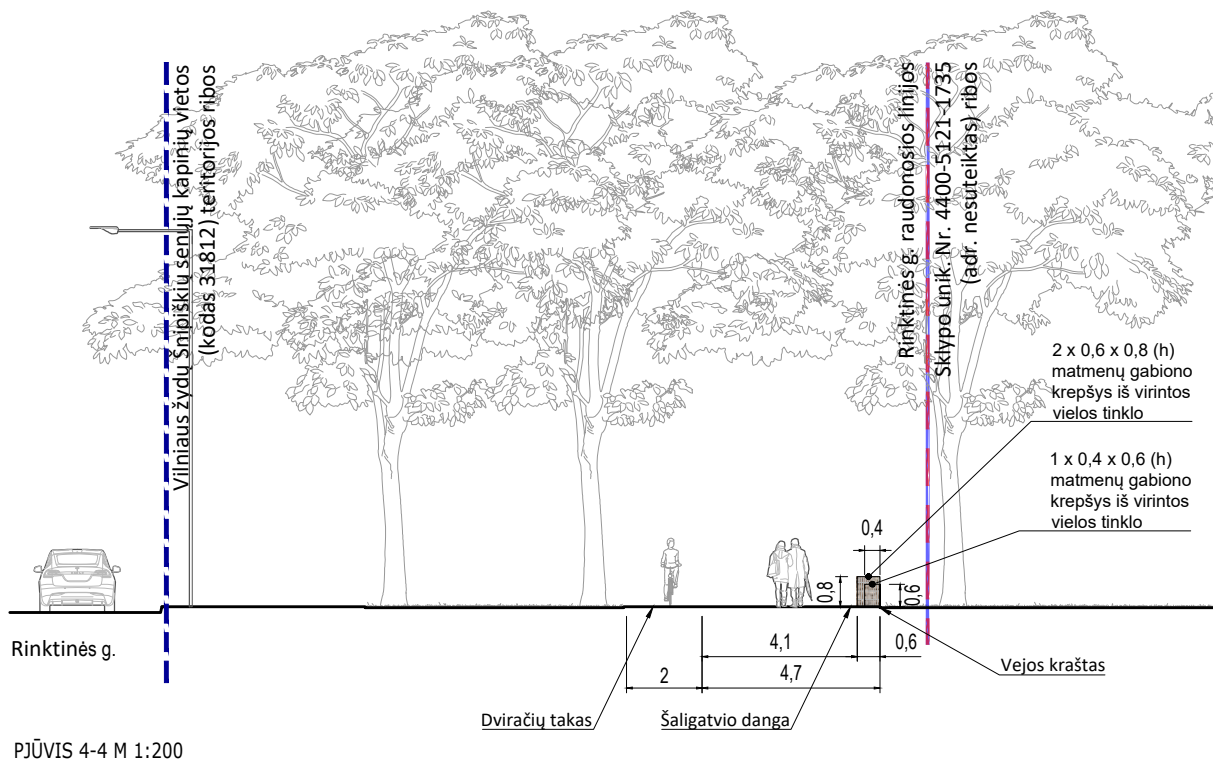 Vilniaus žydų Šnipiškių senųjų kapinių vietos
(kodas 31812) teritorijos ribos
Rinktinės g. raudonosios linijos
Sklypo unik. Nr. 4400-5121-1735
(adr. nesuteiktas) ribos
2 x 0,6 x 0,8 (h)
matmenų gabiono
krepšys iš virintos
vielos tinklo
1 x 0,4 x 0,6 (h)
matmenų gabiono
krepšys iš virintos
vielos tinklo
0,4
0,8
0,6
4,1
0,6
2
4,7
Rinktinės g.
Vejos kraštas
Dviračių takas
Šaligatvio danga
PJŪVIS 4-4 M 1:200